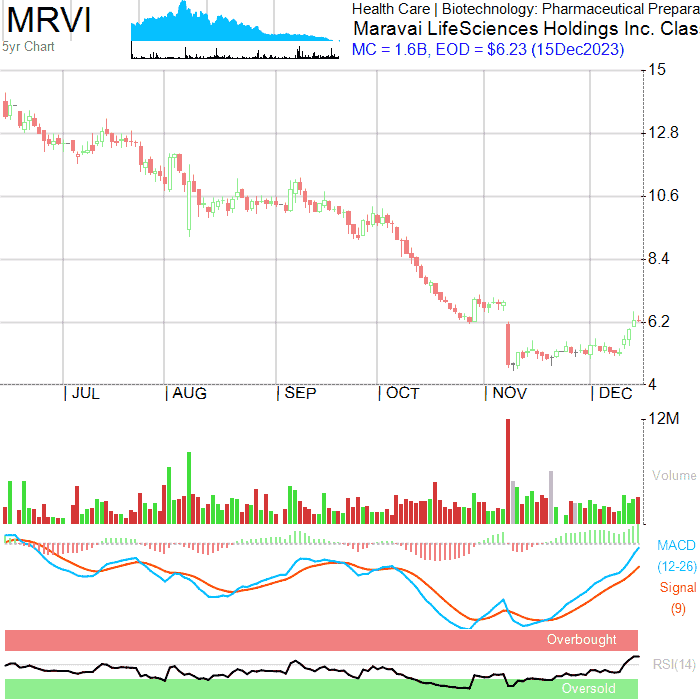 MRVI
5yr Chart
Health Care | Biotechnology: Pharmaceutical Prepara
Maravai LifeSciences Holdings Inc. Clas
MC = 1.6B, EOD = $6.23 (15Dec2023)
15
12.8
10.6
8.4
6.2
4
JUL AUG SEP OCT NOV DEC
12M
Volume
MACD
(12-26)
Signal
(9)
Overbought
RSI(14)
Oversold